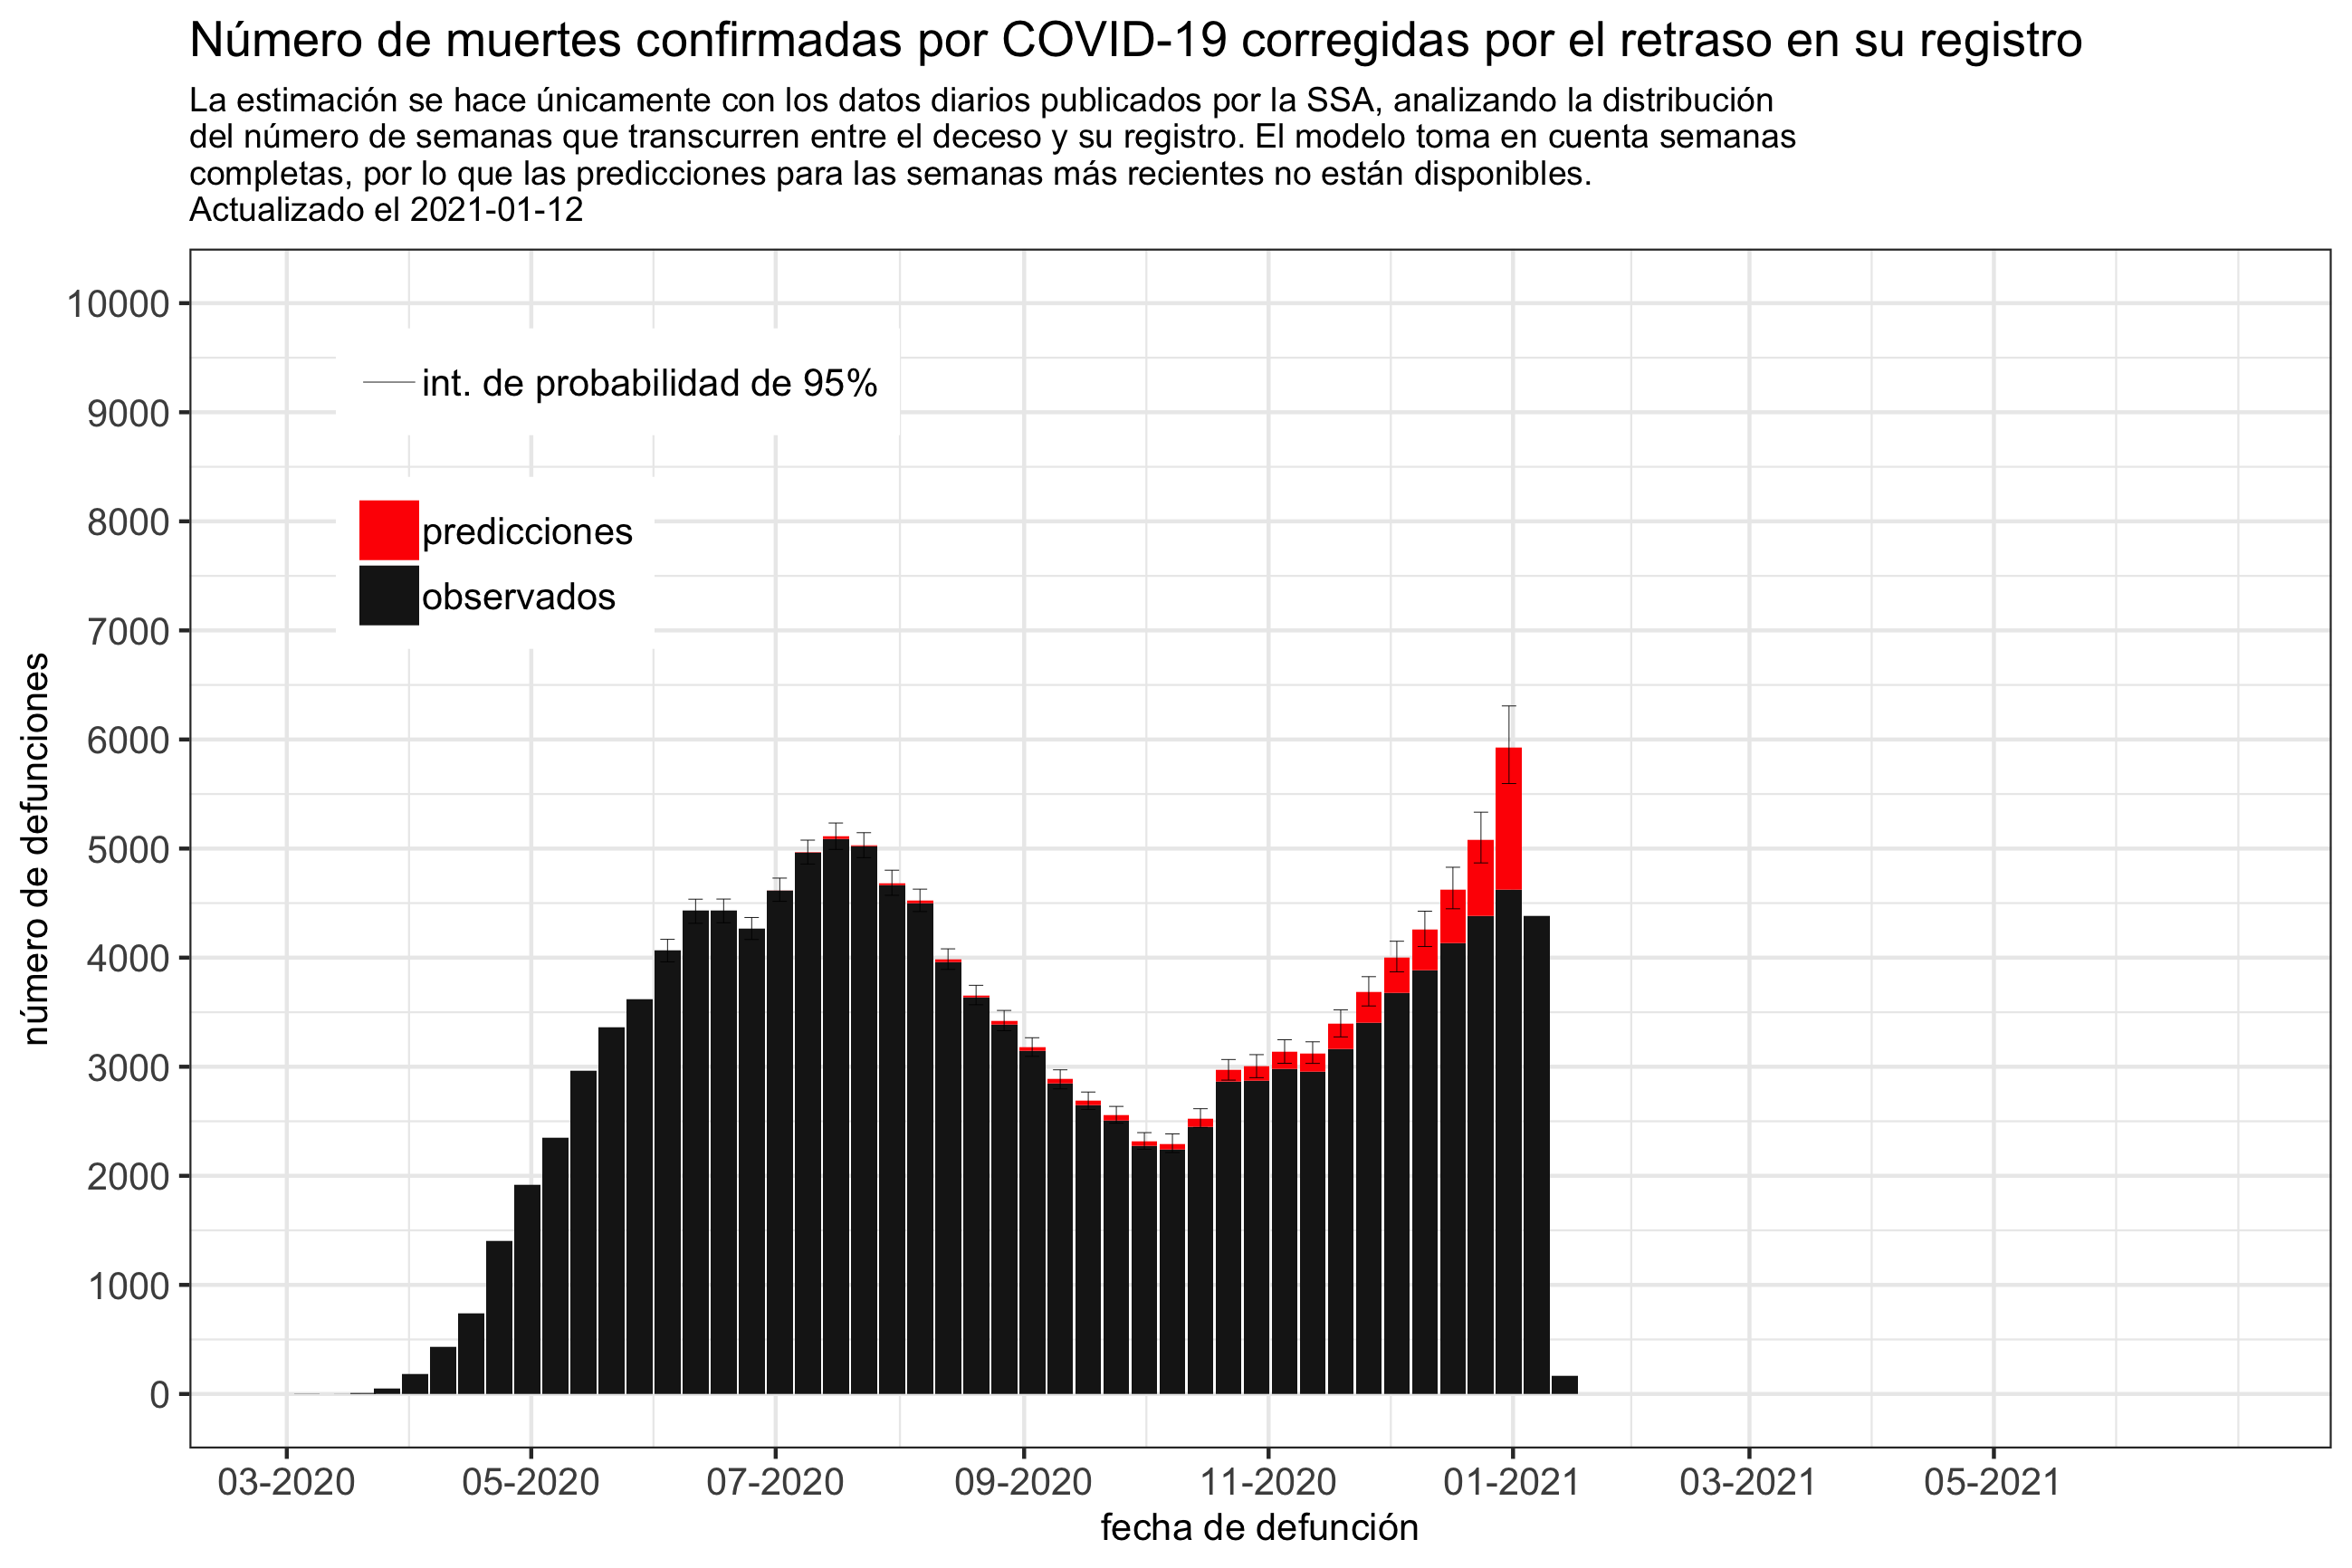 Número de muertes confirmadas por COVID-19 corregidas por el retraso en su registro
La estimación se hace únicamente con los datos diarios publicados por la SSA, analizando la distribución
del número de semanas que transcurren entre el deceso y su registro. El modelo toma en cuenta semanas
completas, por lo que las predicciones para las semanas más recientes no están disponibles.
Actualizado el 2021-01-12
10000
9000
8000
7000
6000
5000
4000
3000
2000
1000
0
número de defunciones
int. de probabilidad de 95%
predicciones
observados
03-2020
05-2020
07-2020
09-2020
11-2020
01-2021
03-2021
05-2021
fecha de defunción